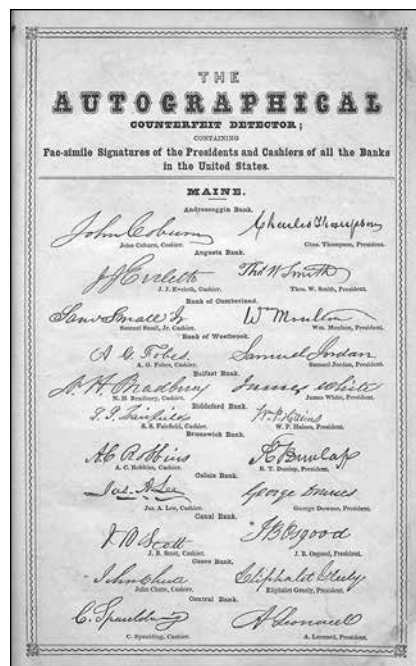 THE
AUTOGRAPHICAL
COUNTERFEIT DETECTOR;
CONTAINING
Fac-simile Signatures of the Presidents and Cashiers of all the Banks
in the United States.
MAINE.
Androscoggin Bank.
John Coburn Charles Thompson
John Coburn, Cashier. Chas. Thompson, President.
Augusta Bank.
J. J. Eveleth Thos W. Smith
J. J. Eveleth, Cashier. Thos. W. Smith, President.
Bank of Cumberland.
Saml Small Jr Wm Moulton
Samuel Small, Jr. Cashier. Wm. Moulton, President.
Bank of Westbrook.
A G. Fobes Samuel Jordan
A. G. Fobes, Cashier. Samuel Jordan, President.
Belfast Bank.
N. H. Bradbury James White
N. H. Bradbury, Cashier. James White, President.
Biddeford Bank.
S. S. Fairfield W. P. Haines
S. S. Fairfield, Cashier. W. P. Haines, President.
Brunswick Bank.
A C Robbins R T Dunlap
A. C. Robbins, Cashier. R. T. Dunlap, President.
Calais Bank.
Jas. A Lee George Downes
Jas. A. Lee, Cashier. George Downes, President.
Canal Bank.
J. B Scott J. B Osgood
J. B. Scott, Cashier. J. B. Osgood, President.
Casco Bank.
John Chute Eliphalet Greely
John Chute, Cashier. Eliphalet Greely, President.
Central Bank.
C. Spaulding A Leonard
C. Spaulding, Cashier. A. Leonard, President.